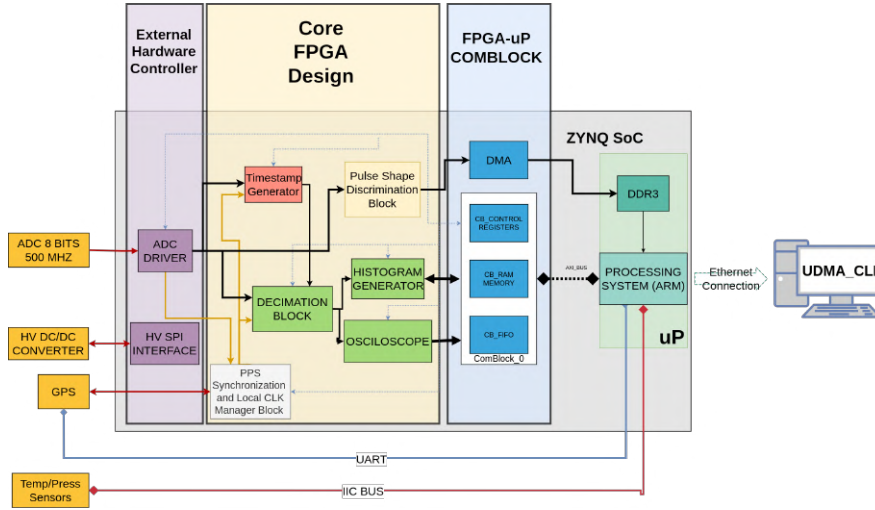 External
Hardware
Controller
Core
FPGA
Design
FPGA-uP
COMBLOCK
ZYNQ SoC
Timestamp
Generator
Pulse Shape
Discrimination
Block
DMA
DDR3
CB_CONTROL
REGISTERS
ADC 8 BITS
500 MHZ
ADC
DRIVER
HISTOGRAM
GENERATOR
CB_RAM
MEMORY
AXI_BUS
PROCESSING
SYSTEM (ARM)
Ethernet
Connection
UDMA_CLI
DECIMATION
BLOCK
HV DC/DC
CONVERTER
HV SPI
INTERFACE
OSCILOSCOPE
CB_FIFO
ComBlock_0
uP
GPS
PPS
Synchronization
and Local CLK
Manager Block
UART
Temp/Press
Sensors
IIC BUS